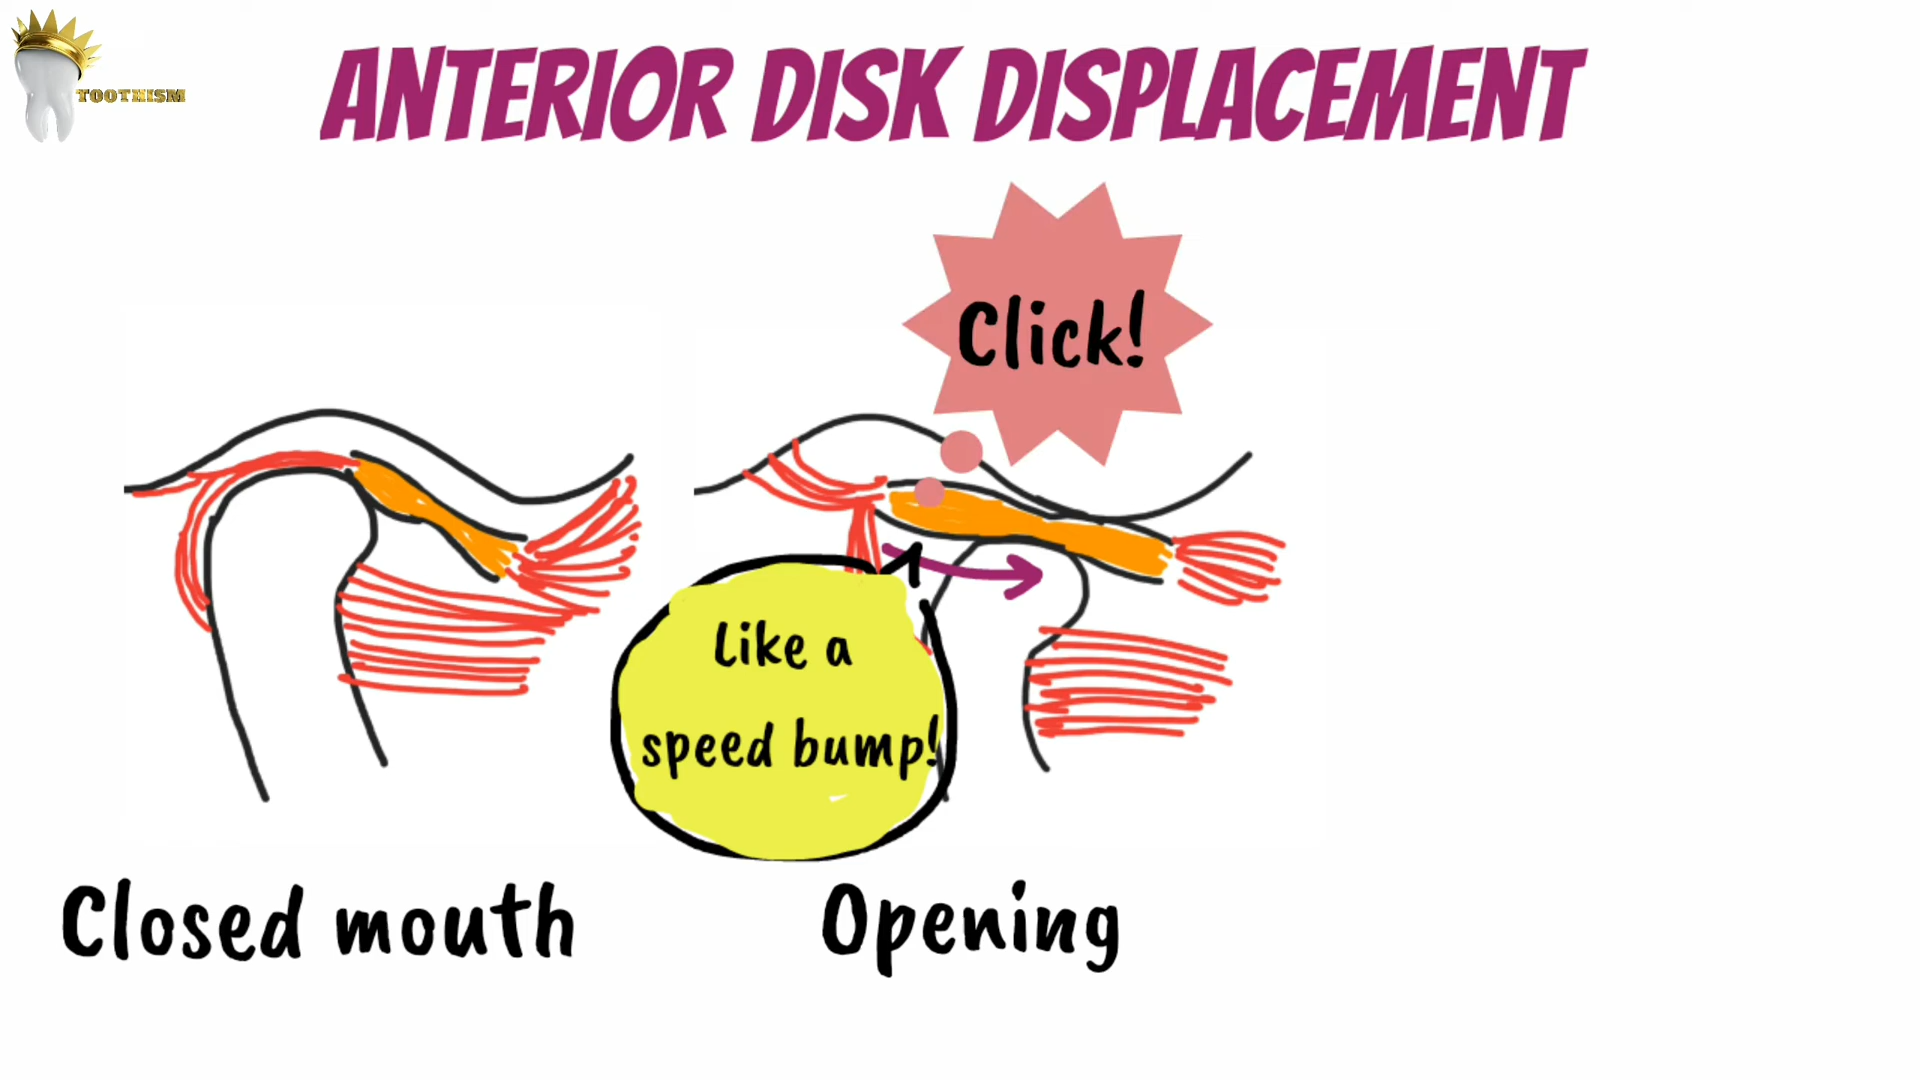 TOOTHISM
ANTERIOR DISK DISPLACEMENT
Click!
Like a
speed bump!
Closed mouth
Opening